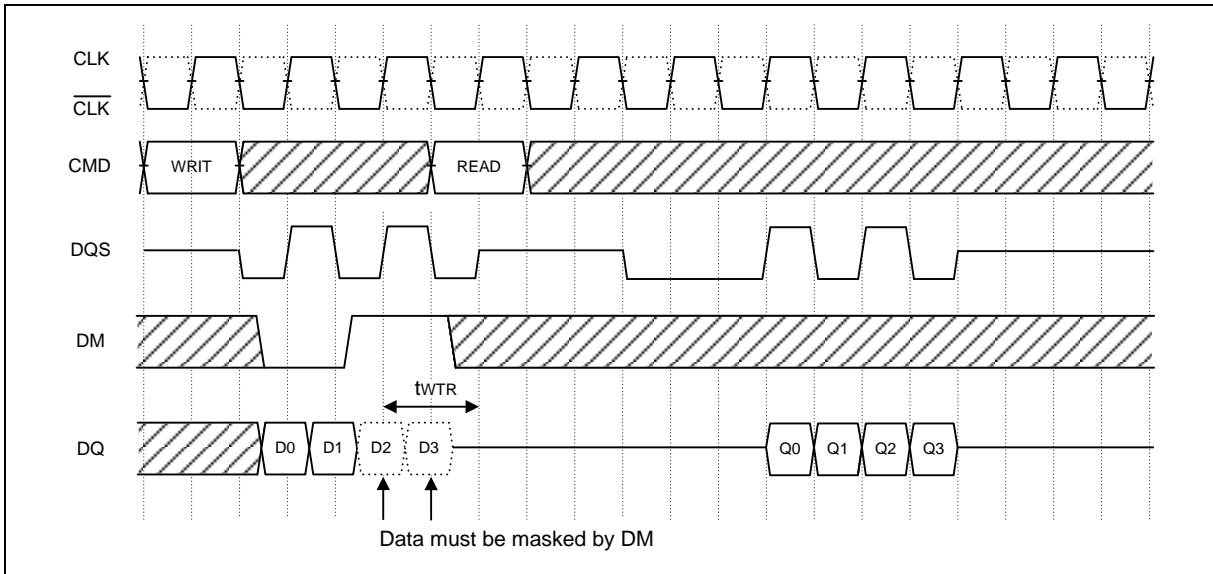 CLK
CLK
CMD WRIT READ
DQS
DM
tWTR
DQ D0 D1 D2 D3 Q0 Q1 Q2 Q3
Data must be masked by DM